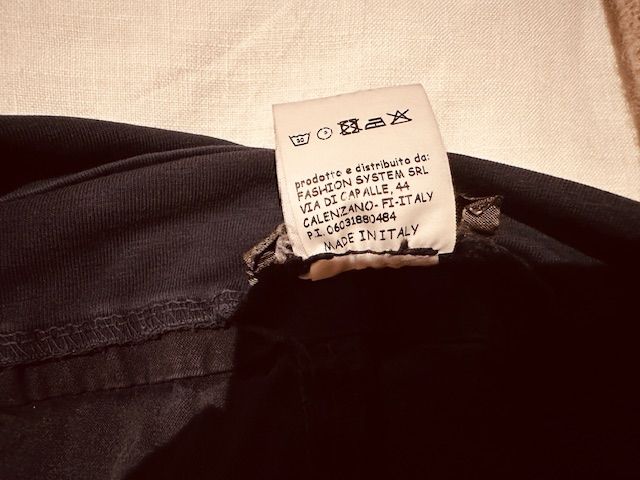 prodotto e distribuito da:
FASHION SYSTEM SRL
VIA DI CAPALLE, 44
CALENZANO- FI-ITALY
P.I. 06031880484
MADE IN ITALY